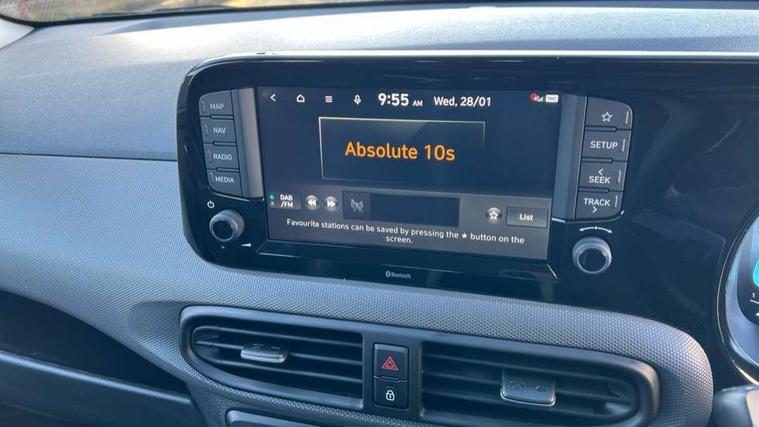 9:55 AM Wed, 28/01
TMC
MAP
NAV
RADIO
MEDIA
Absolute 10s
DAB
/FM
List
Favourite stations can be saved by pressing the ★ button on the
screen.
SETUP
SEEK
TRACK
Bluetooth